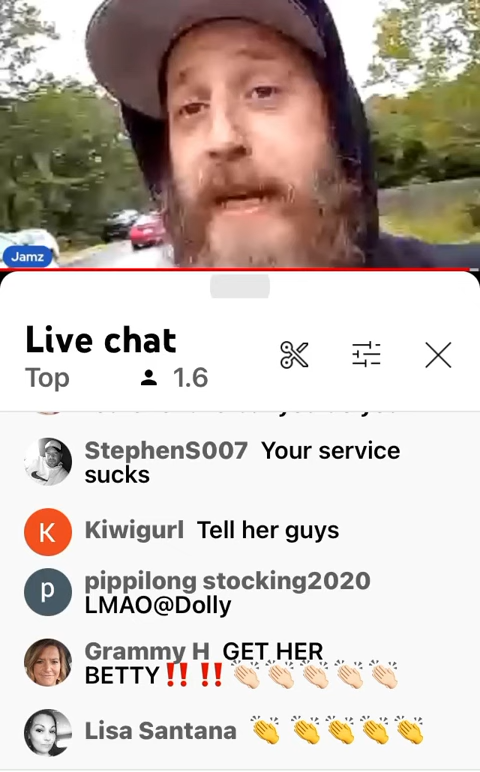 Jamz
Live chat
Top 1.6
StephenS007 Your service
sucks
K
Kiwigurl Tell her guys
p
pippilong stocking2020
LMAO@Dolly
Grammy H GET HER
BETTY‼️ ‼️ 👏🏻 👏🏻 👏🏻 👏🏻 👏🏻
Lisa Santana 👏 👏 👏 👏 👏